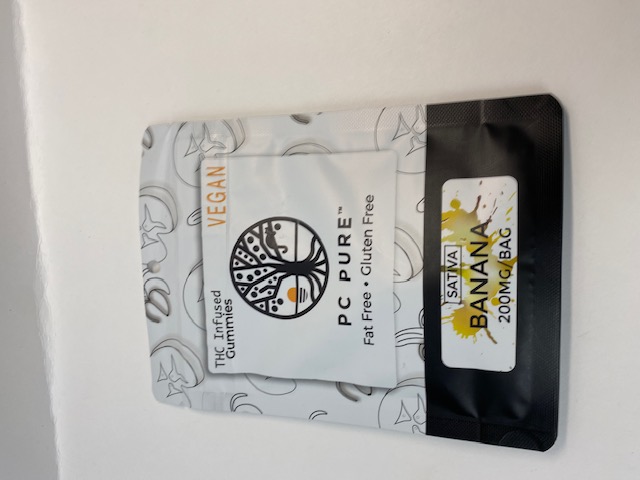 THC Infused
Gummies
VEGAN
PC PURE™
Fat Free • Gluten Free
SATIVA
BANANA
200MG/BAG